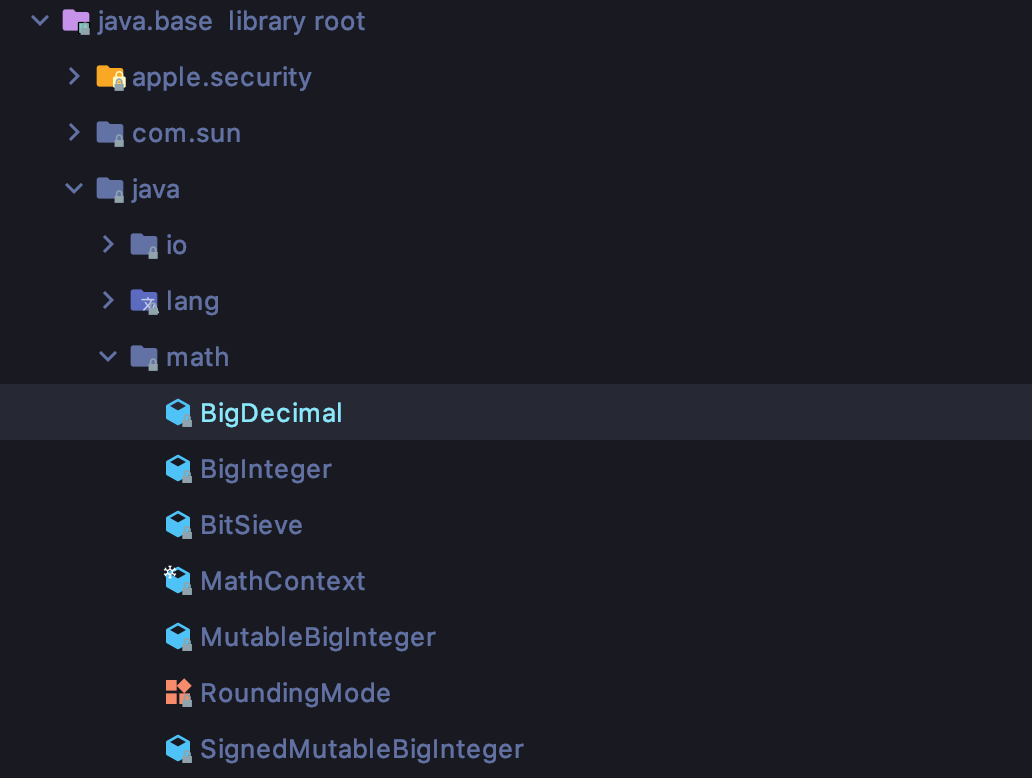 java.base library root
apple.security
com.sun
java
io
lang
math
BigDecimal
BigInteger
BitSieve
MathContext
MutableBigInteger
RoundingMode
SignedMutableBigInteger